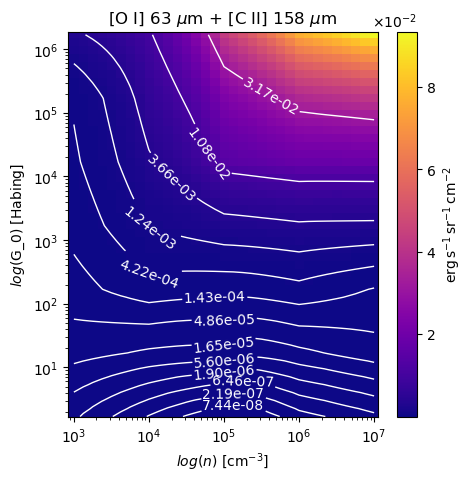 [O I] 63 μm + [C II] 158 μm
×10⁻²
10⁶
10⁵
10⁴
10³
10²
10¹
log(G_0) [Habing]
3.17e-02
1.08e-02
3.66e-03
1.24e-03
4.22e-04
1.43e-04
4.86e-05
1.65e-05
5.60e-06
1.90e-06
6.46e-07
2.19e-07
7.44e-08
10³ 10⁴ 10⁵ 10⁶ 10⁷
log(n) [cm⁻³]
8
6
4
2
erg s⁻¹ sr⁻¹ cm⁻²